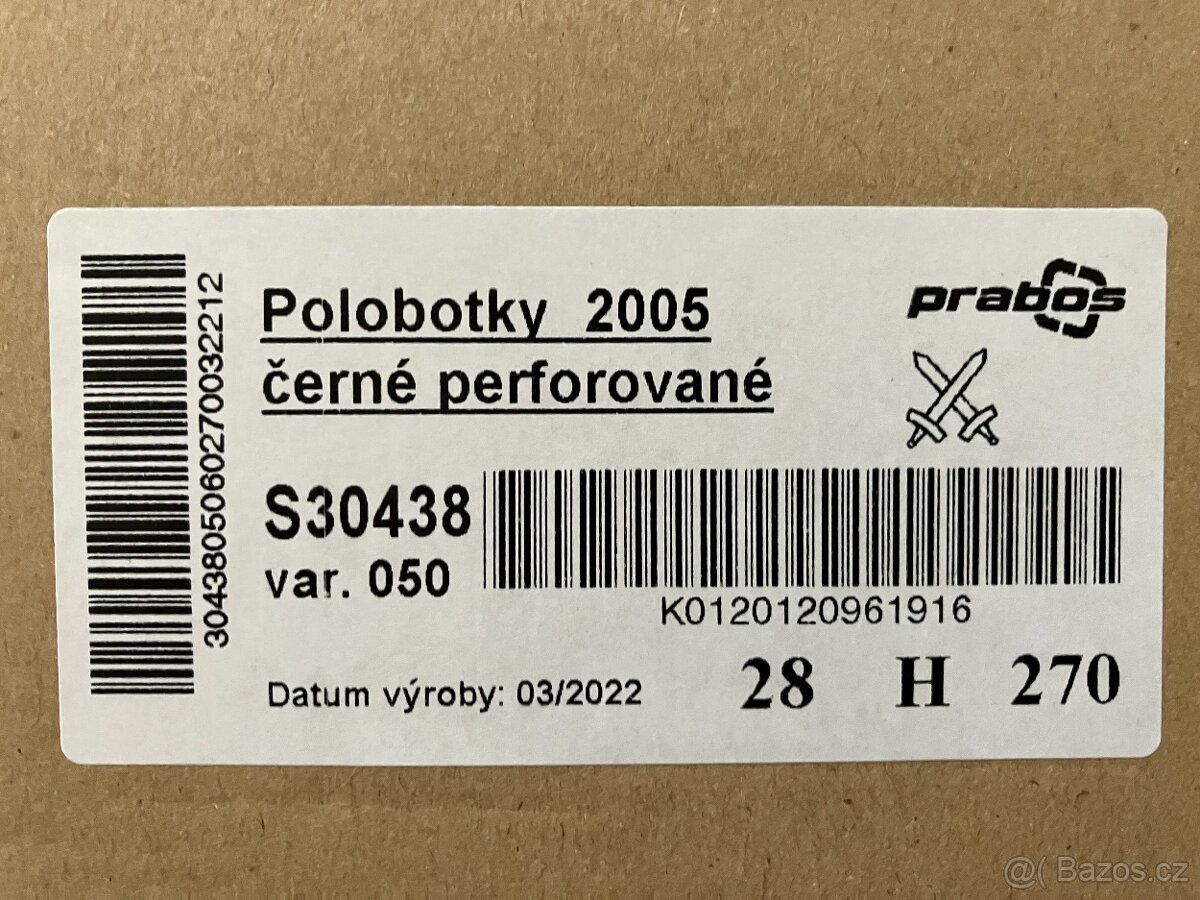 Polobotky 2005
černé perforované
prabos
S30438
var. 050
K0120120961916
Datum výroby: 03/2022
28 H 270
3043805060270032212
@( Bazos.cz